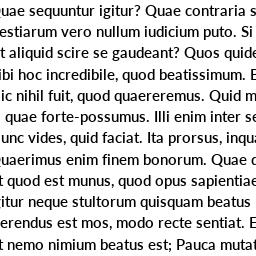 uae sequuntur igitur? Quae contraria s
estiarum vero nullum iudicium puto. Si
t aliquid scire se gaudeant? Quos quide
ibi hoc incredibile, quod beatissimum. E
ic nihil fuit, quod quaereremus. Quid m
quae forte-possumus. Illi enim inter se
unc vides, quid faciat. Ita prorsus, inqu
uaerimus enim finem bonorum. Quae c
t quod est munus, quod opus sapientiae
gitur neque stultorum quisquam beatus
erendus est mos, modo recte sentiat. E
t nemo nimium beatus est; Pauca mutat